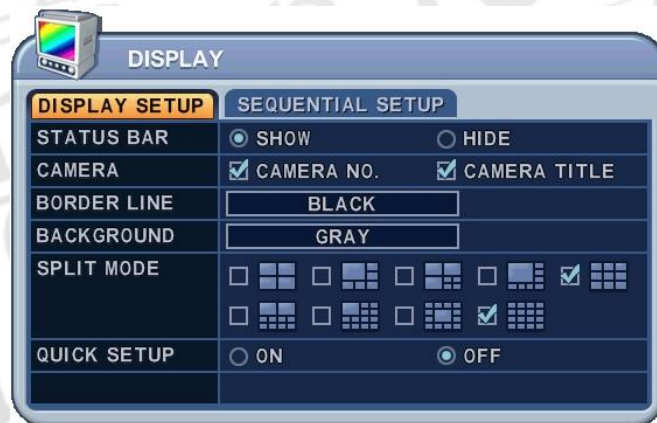 DISPLAY
DISPLAY SETUP SEQUENTIAL SETUP
STATUS BAR SHOW HIDE
CAMERA CAMERA NO. CAMERA TITLE
BORDER LINE BLACK
BACKGROUND GRAY
SPLIT MODE
QUICK SETUP ON OFF